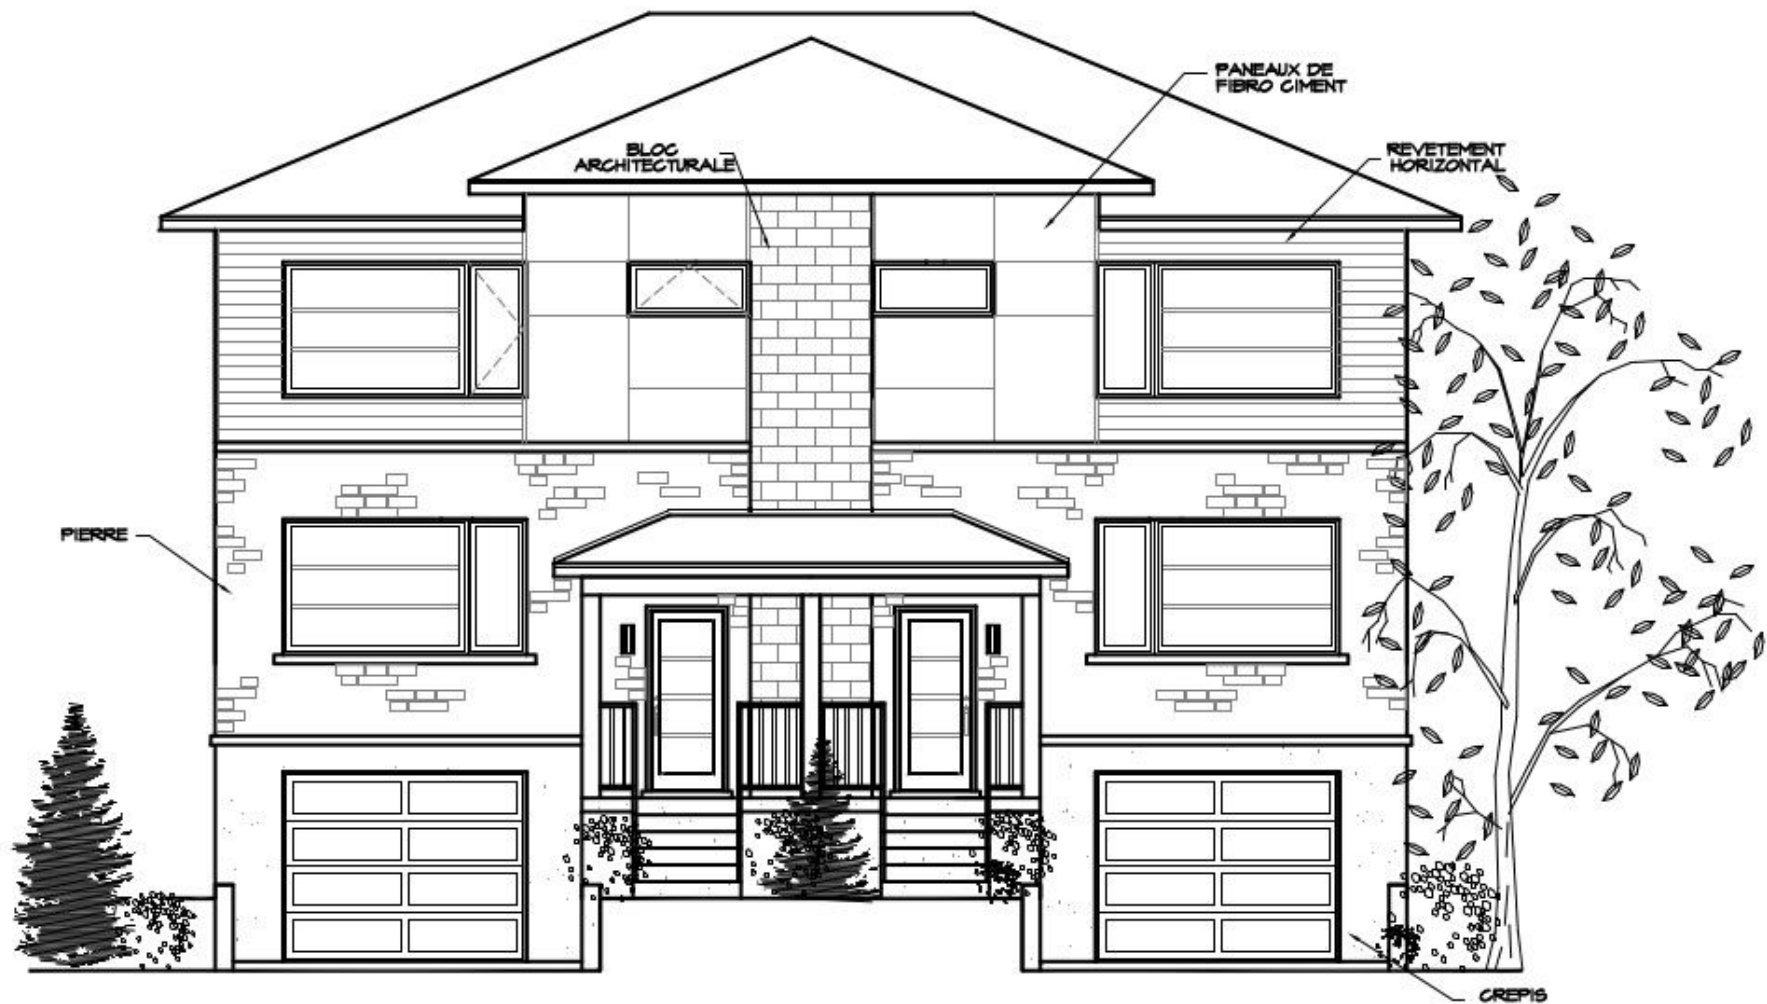 PANEAUX DE
FIBRO CIMENT
BLOC
ARCHITECTURALE
REVETEMENT
HORIZONTAL
PIERRE
CREPIS